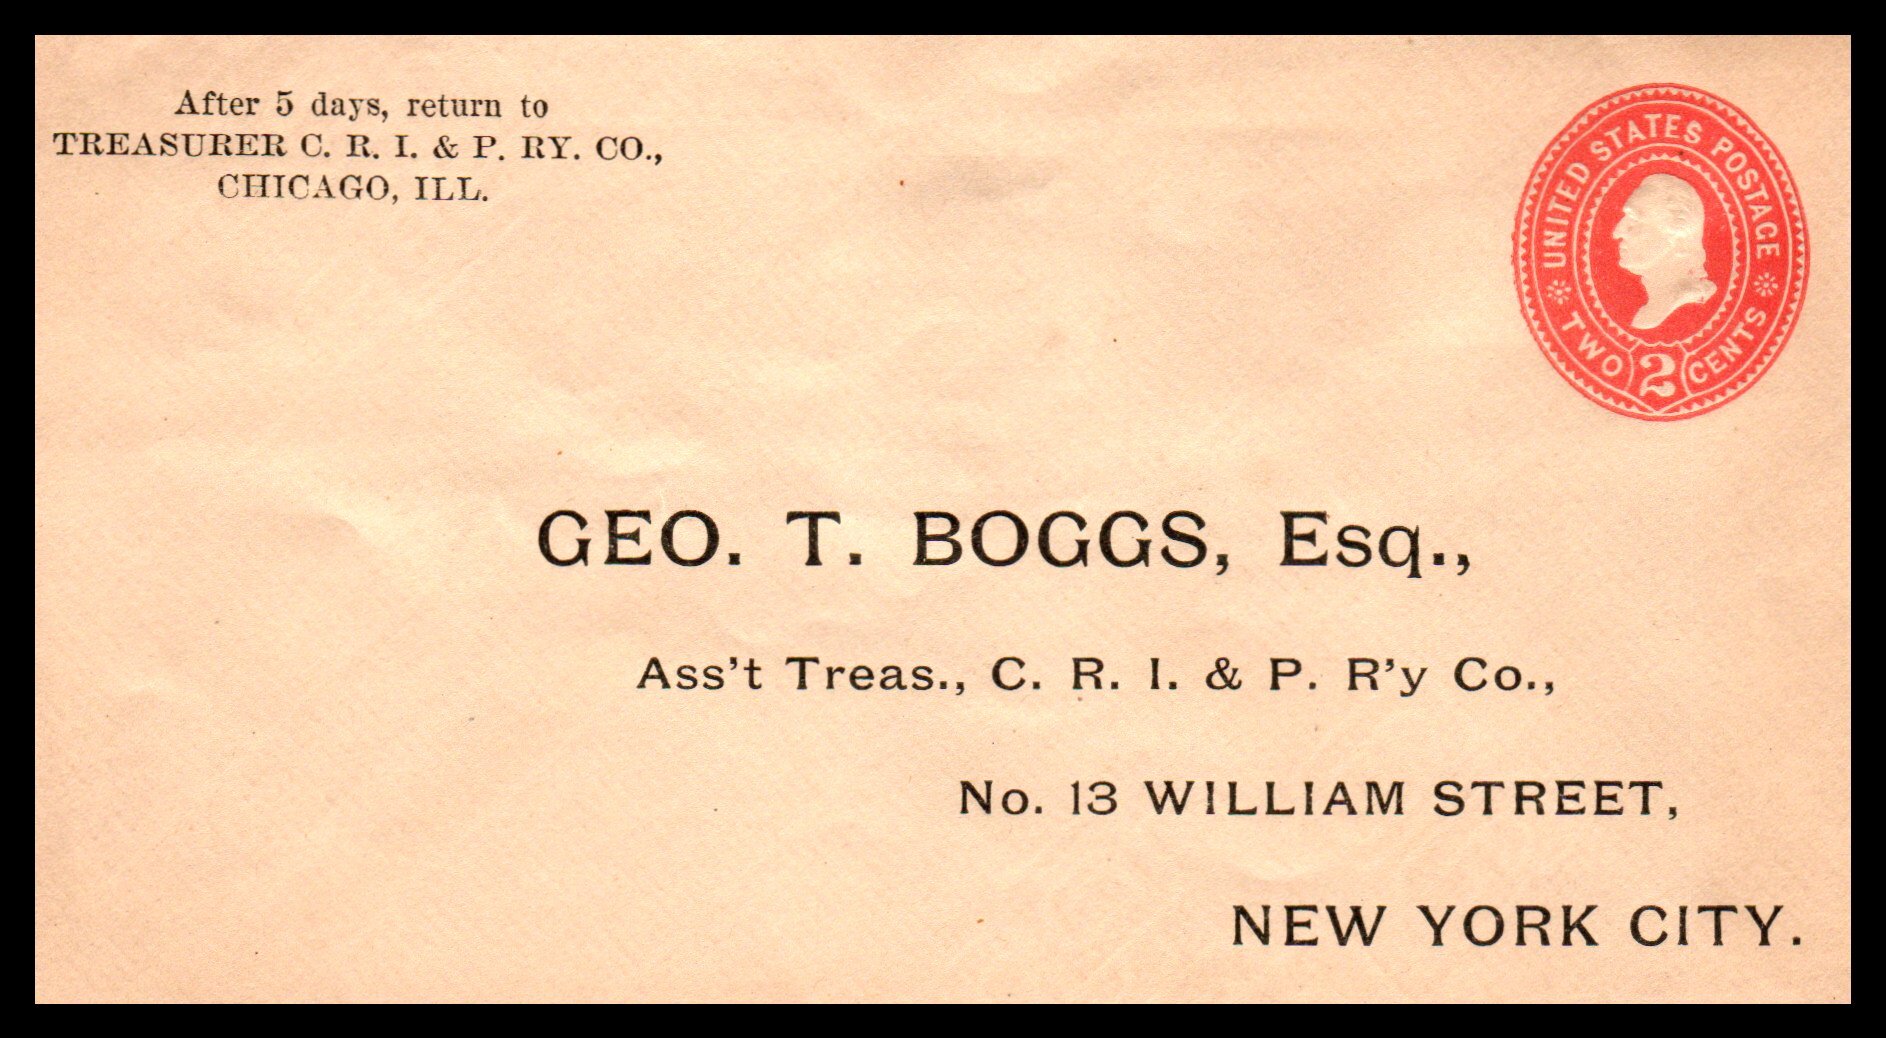 After 5 days, return to
TREASURER C. R. I. & P. RY. CO.,
CHICAGO, ILL.
UNITED STATES POSTAGE
TWO 2 CENTS
GEO. T. BOGGS, Esq.,
Ass't Treas., C. R. I. & P. R'y Co.,
No. 13 WILLIAM STREET,
NEW YORK CITY.